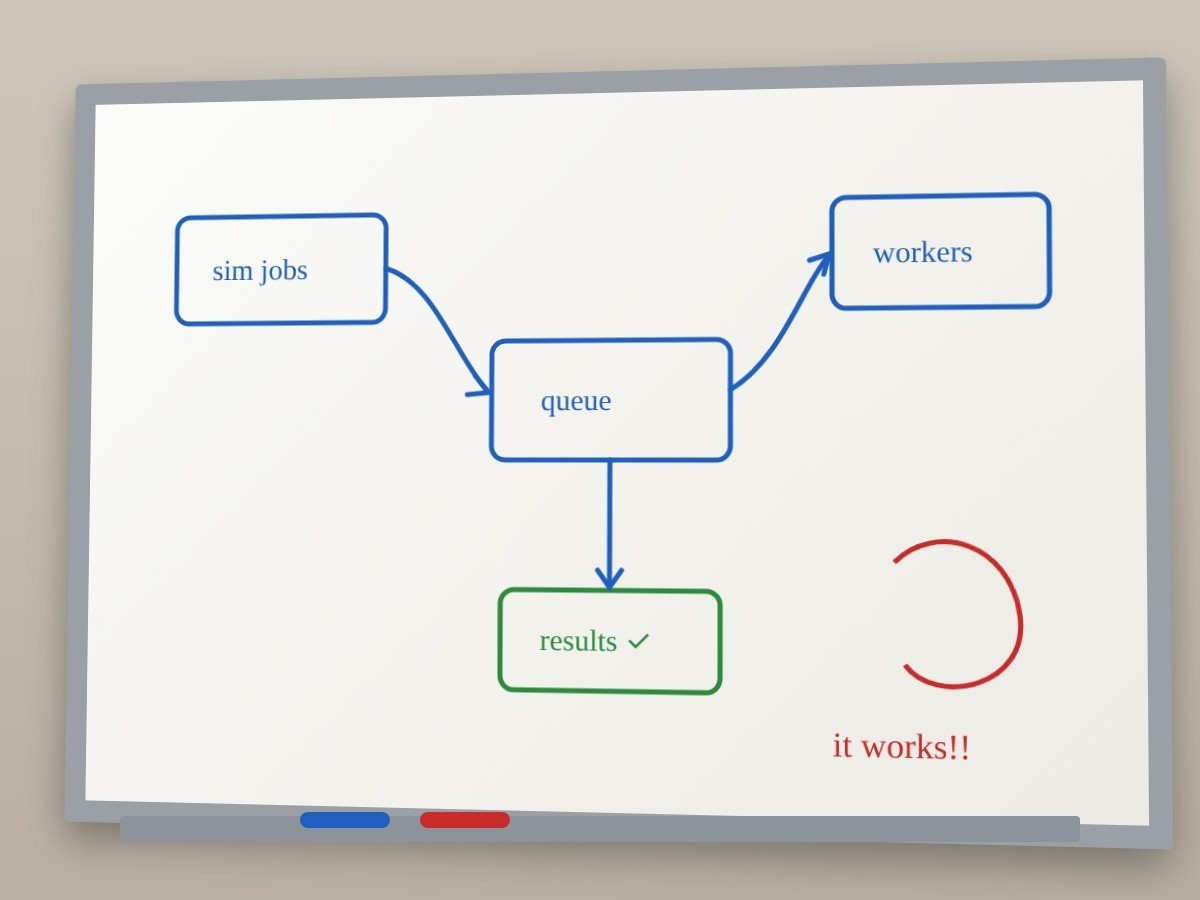 sim jobs
workers
queue
results ✓
it works!!